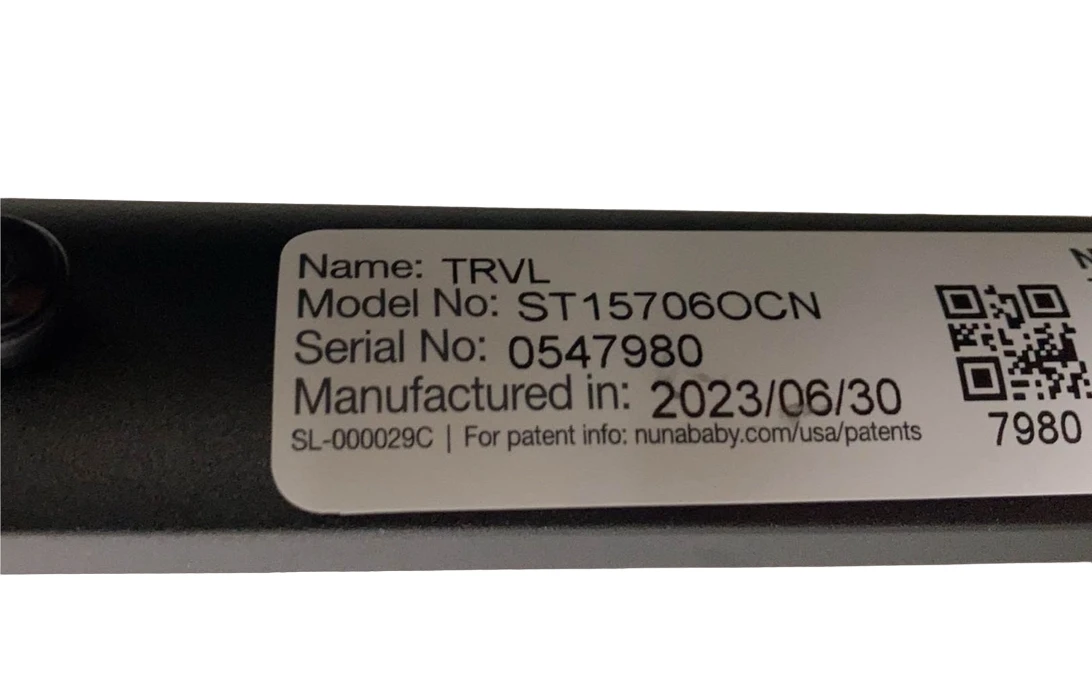 Name: TRVL
Model No: ST15706OCN
Serial No: 0547980
Manufactured in: 2023/06/30
SL-000029C | For patent info: nunababy.com/usa/patents
7980